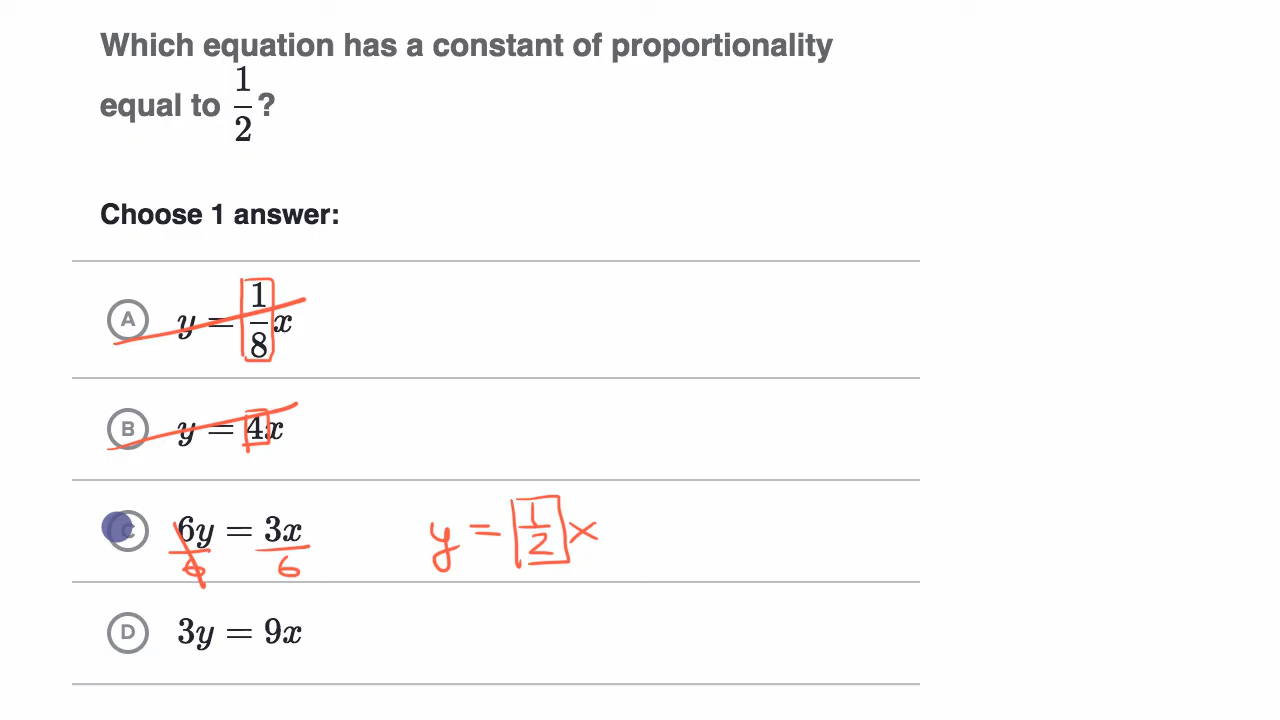 Which equation has a constant of proportionality
equal to 1/2?
Choose 1 answer:
A y = 1/8 x
B y = 4x
C 6y = 3x
6 6
y = 1/2 x
D 3y = 9x